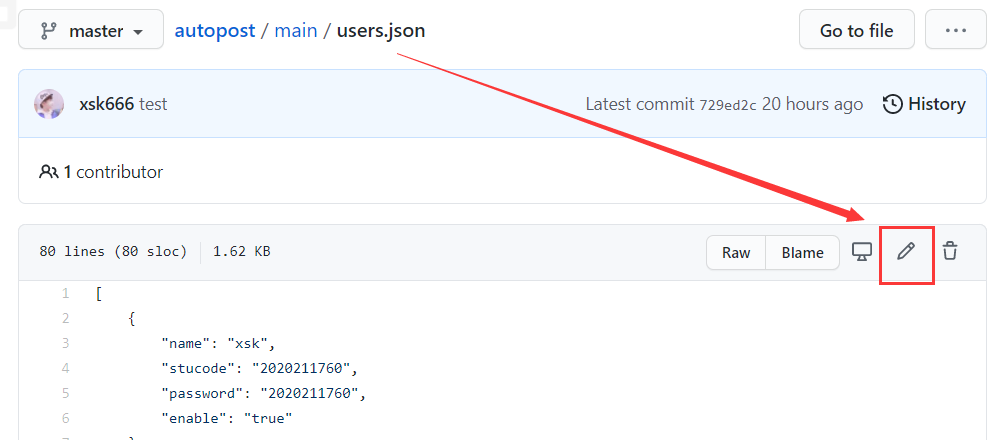 master autopost / main / users.json Go to file ...
xsk666 test Latest commit 729ed2c 20 hours ago History
1 contributor
80 lines (80 sloc) 1.62 KB Raw Blame
1 [
2 {
3 "name": "xsk",
4 "stucode": "2020211760",
5 "password": "2020211760",
6 "enable": "true"